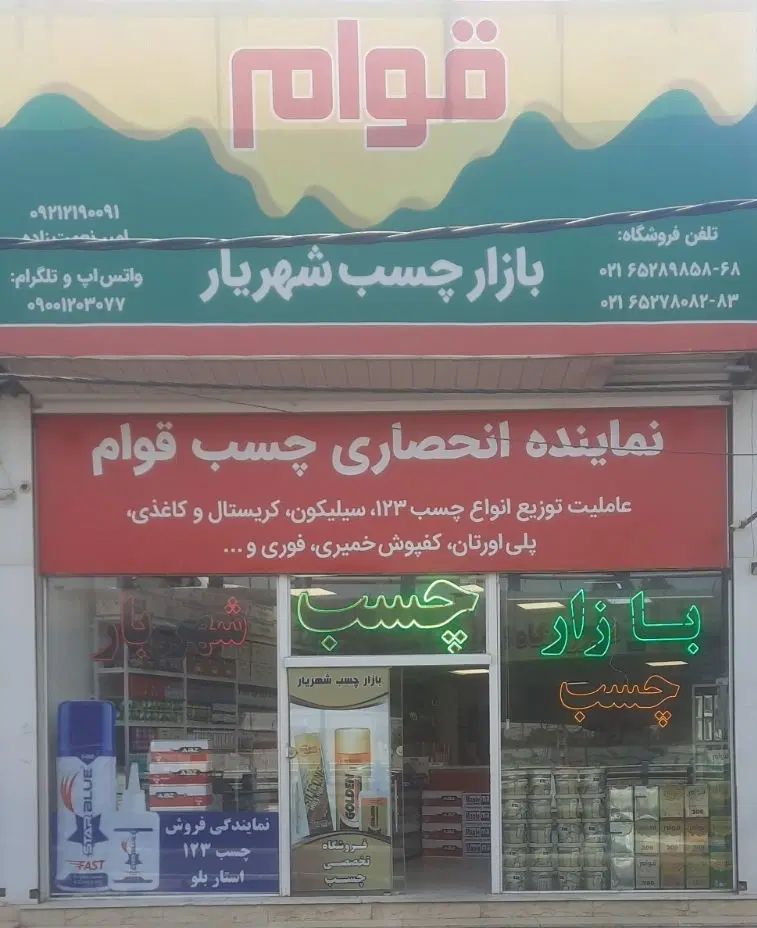 قوام
۰۹۲۱۲۱۹۰۰۹۱
واتس اپ و تلگرام:
۰۹۰۰۱۲۰۳۰۷۷
بازار چسب شهریار
تلفن فروشگاه:
۰۲۱ ۶۵۲۸۹۸۵۸-۶۸
۰۲۱ ۶۵۲۷۸۰۸۲-۸۳
نماینده انحصاری چسب قوام
عاملیت توزیع انواع چسب ۱۲۳، سیلیکون، کریستال و کاغذی،
پلی اورتان، کفپوش خمیری، فوری و...
بازار
چسب
شهریار
چسب
بازار چسب شهریار
GOLDEN
فروشگاه
تخصصی
چسب
STAR BLUE
FAST
نمایندگی فروش
چسب ۱۲۳
استار بلو